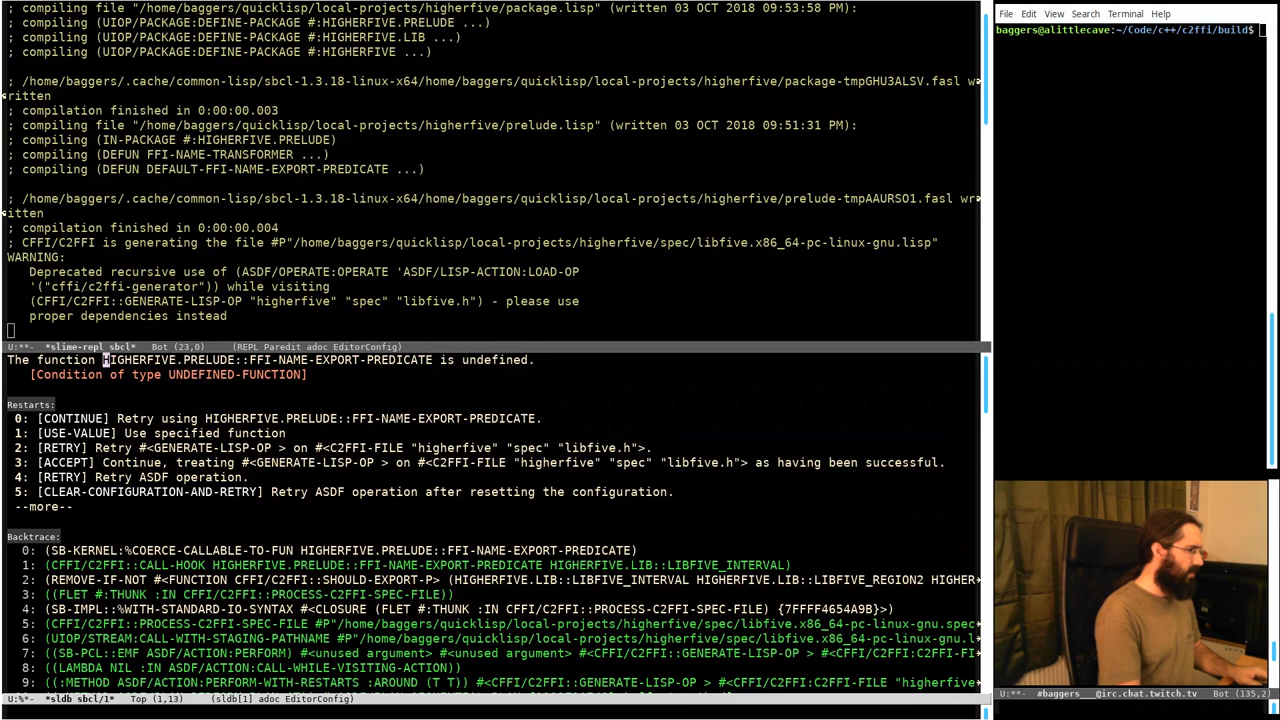 ; compiling file "/home/baggers/quicklisp/local-projects/higherfive/package.lisp" (written 03 OCT 2018 09:53:58 PM):
; compiling (UIOP/PACKAGE:DEFINE-PACKAGE #:HIGHERFIVE.PRELUDE ...)
; compiling (UIOP/PACKAGE:DEFINE-PACKAGE #:HIGHERFIVE.LIB ...)
; compiling (UIOP/PACKAGE:DEFINE-PACKAGE #:HIGHERFIVE ...)
; /home/baggers/.cache/common-lisp/sbcl-1.3.18-linux-x64/home/baggers/quicklisp/local-projects/higherfive/package-tmpGHU3ALSV.fasl w
ritten
; compilation finished in 0:00:00.003
; compiling file "/home/baggers/quicklisp/local-projects/higherfive/prelude.lisp" (written 03 OCT 2018 09:51:31 PM):
; compiling (IN-PACKAGE #:HIGHERFIVE.PRELUDE)
; compiling (DEFUN FFI-NAME-TRANSFORMER ...)
; compiling (DEFUN DEFAULT-FFI-NAME-EXPORT-PREDICATE ...)
; /home/baggers/.cache/common-lisp/sbcl-1.3.18-linux-x64/home/baggers/quicklisp/local-projects/higherfive/prelude-tmpAAURSO1.fasl wr
itten
; compilation finished in 0:00:00.004
; CFFI/C2FFI is generating the file #P"/home/baggers/quicklisp/local-projects/higherfive/spec/libfive.x86_64-pc-linux-gnu.lisp"
WARNING:
Deprecated recursive use of (ASDF/OPERATE:OPERATE 'ASDF/LISP-ACTION:LOAD-OP
'("cffi/c2ffi-generator")) while visiting
(CFFI/C2FFI::GENERATE-LISP-OP "higherfive" "spec" "libfive.h") - please use
proper dependencies instead
U:**- *slime-repl sbcl* Bot (23,0) (REPL Paredit adoc EditorConfig)
The function HIGHERFIVE.PRELUDE::FFI-NAME-EXPORT-PREDICATE is undefined.
[Condition of type UNDEFINED-FUNCTION]
Restarts:
0: [CONTINUE] Retry using HIGHERFIVE.PRELUDE::FFI-NAME-EXPORT-PREDICATE.
1: [USE-VALUE] Use specified function
2: [RETRY] Retry #<GENERATE-LISP-OP > on #<C2FFI-FILE "higherfive" "spec" "libfive.h">.
3: [ACCEPT] Continue, treating #<GENERATE-LISP-OP > on #<C2FFI-FILE "higherfive" "spec" "libfive.h"> as having been successful.
4: [RETRY] Retry ASDF operation.
5: [CLEAR-CONFIGURATION-AND-RETRY] Retry ASDF operation after resetting the configuration.
--more--
Backtrace:
0: (SB-KERNEL:%COERCE-CALLABLE-TO-FUN HIGHERFIVE.PRELUDE::FFI-NAME-EXPORT-PREDICATE)
1: (CFFI/C2FFI::CALL-HOOK HIGHERFIVE.PRELUDE::FFI-NAME-EXPORT-PREDICATE HIGHERFIVE.LIB::LIBFIVE_INTERVAL)
2: (REMOVE-IF-NOT #<FUNCTION CFFI/C2FFI::SHOULD-EXPORT-P> (HIGHERFIVE.LIB::LIBFIVE_INTERVAL HIGHERFIVE.LIB::LIBFIVE_REGION2 HIGHER
3: ((FLET #:THUNK :IN CFFI/C2FFI::PROCESS-C2FFI-SPEC-FILE))
4: (SB-IMPL::%WITH-STANDARD-IO-SYNTAX #<CLOSURE (FLET #:THUNK :IN CFFI/C2FFI::PROCESS-C2FFI-SPEC-FILE) {7FFFF4654A9B}>)
5: (CFFI/C2FFI::PROCESS-C2FFI-SPEC-FILE #P"/home/baggers/quicklisp/local-projects/higherfive/spec/libfive.x86_64-pc-linux-gnu.spec
6: (UIOP/STREAM:CALL-WITH-STAGING-PATHNAME #P"/home/baggers/quicklisp/local-projects/higherfive/spec/libfive.x86_64-pc-linux-gnu.l
7: ((SB-PCL::EMF ASDF/ACTION:PERFORM) #<unused argument> #<unused argument> #<CFFI/C2FFI::GENERATE-LISP-OP > #<CFFI/C2FFI:C2FFI-FI
8: ((LAMBDA NIL :IN ASDF/ACTION:CALL-WHILE-VISITING-ACTION))
9: ((:METHOD ASDF/ACTION:PERFORM-WITH-RESTARTS :AROUND (T T)) #<CFFI/C2FFI::GENERATE-LISP-OP > #<CFFI/C2FFI:C2FFI-FILE "higherfive
U:%*- *sldb sbcl/1* Top (1,13) (sldb[1] adoc EditorConfig)
File Edit View Search Terminal Help
baggers@alittlecave:~/Code/c++/c2ffi/build$
U:**- #baggers___@irc.chat.twitch.tv Bot (135,2)